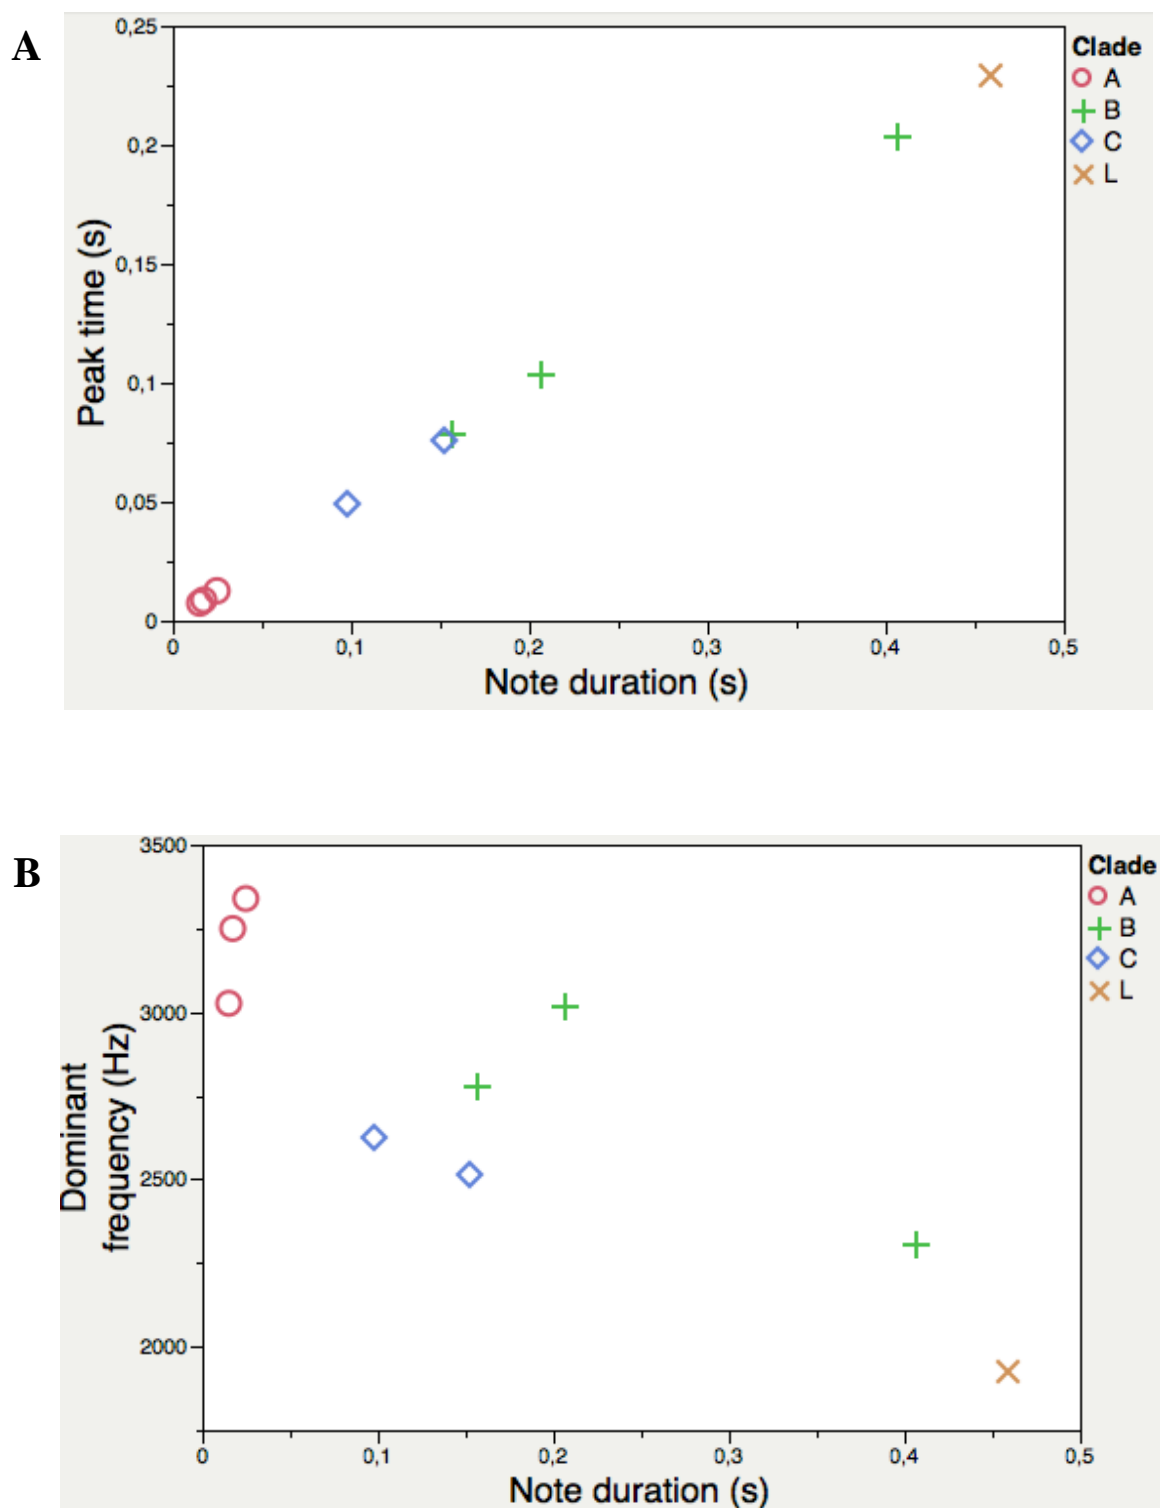 A
0,25
0,2
0,15
0,1
0,05
0
Peak time (s)
0
0,1
0,2
0,3
0,4
0,5
Note duration (s)
Clade
A
B
C
L
B
3500
3000
2500
2000
Dominant
frequency (Hz)
0
0,1
0,2
0,3
0,4
0,5
Note duration (s)
Clade
A
B
C
L